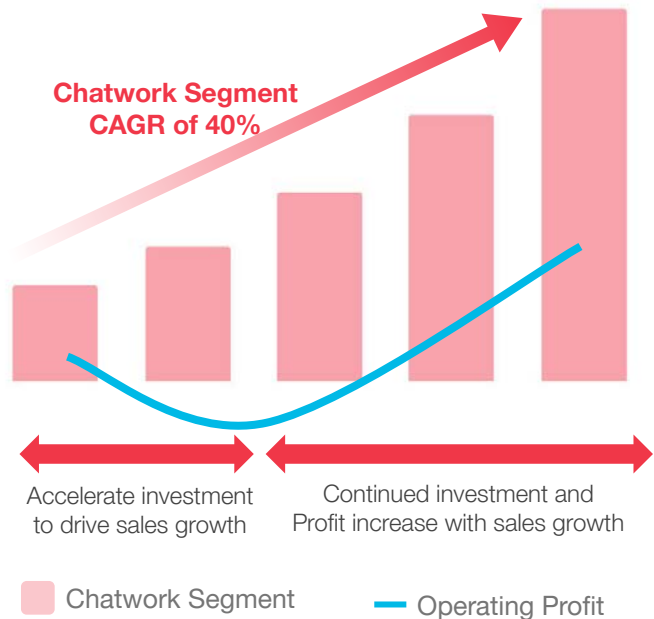 Chatwork Segment
CAGR of 40%
Accelerate investment
to drive sales growth
Continued investment and
Profit increase with sales growth
Chatwork Segment
Operating Profit